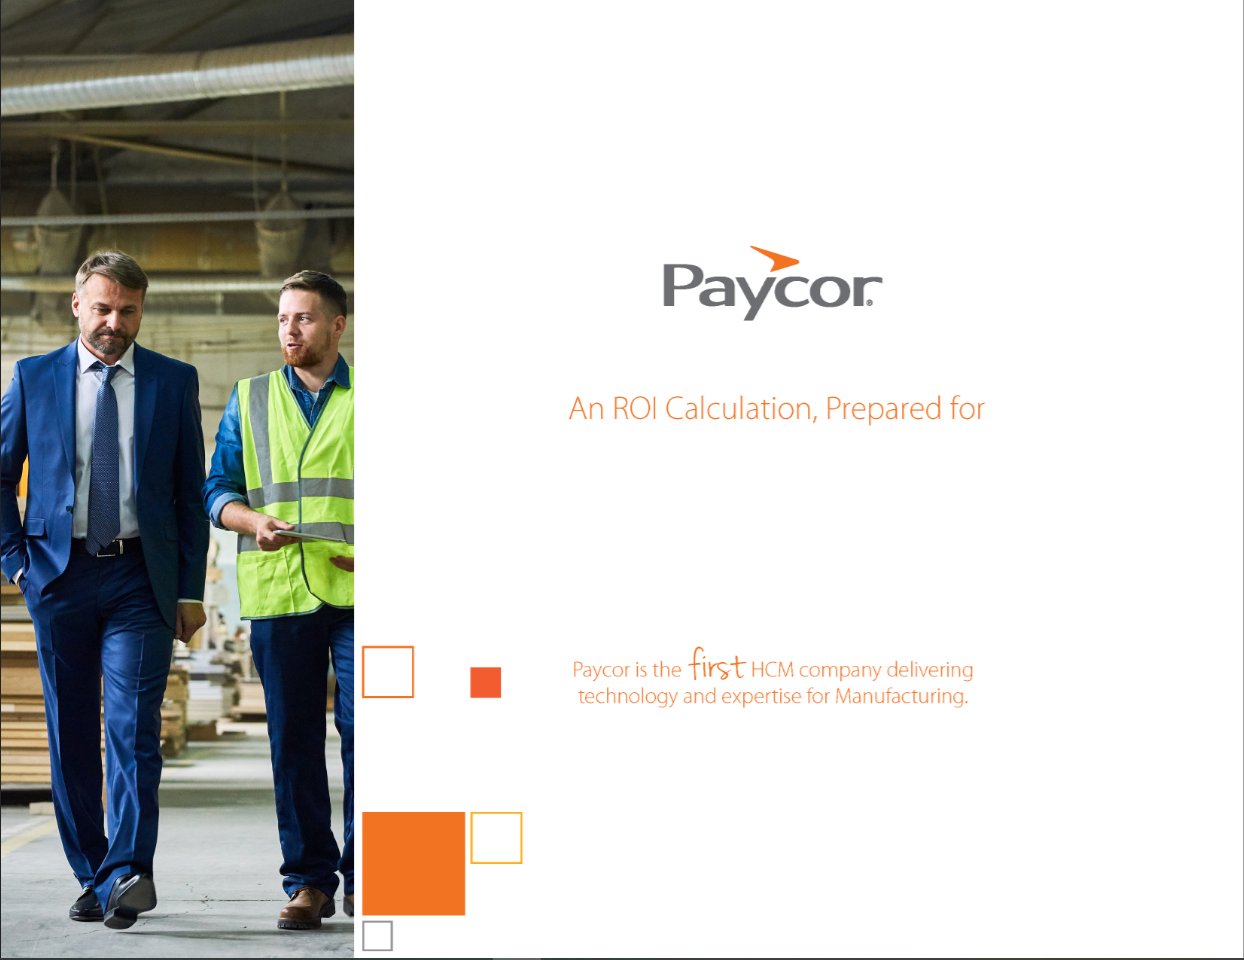 Paycor®
An ROI Calculation, Prepared for
Paycor is the first HCM company delivering
technology and expertise for Manufacturing.